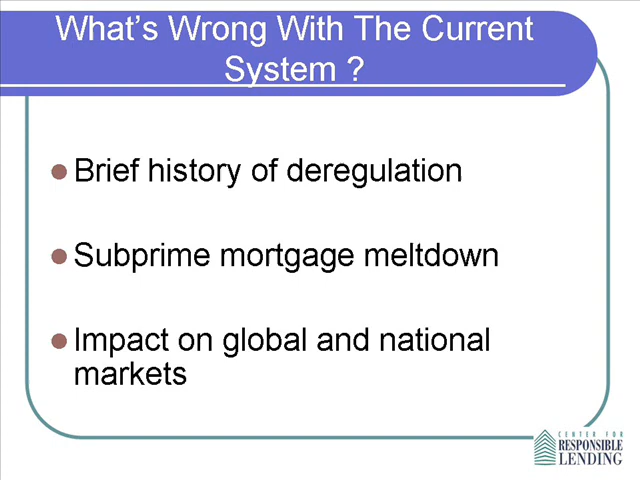 What's Wrong With The Current
System ?
Brief history of deregulation
Subprime mortgage meltdown
Impact on global and national
markets
CENTER FOR
RESPONSIBLE
LENDING